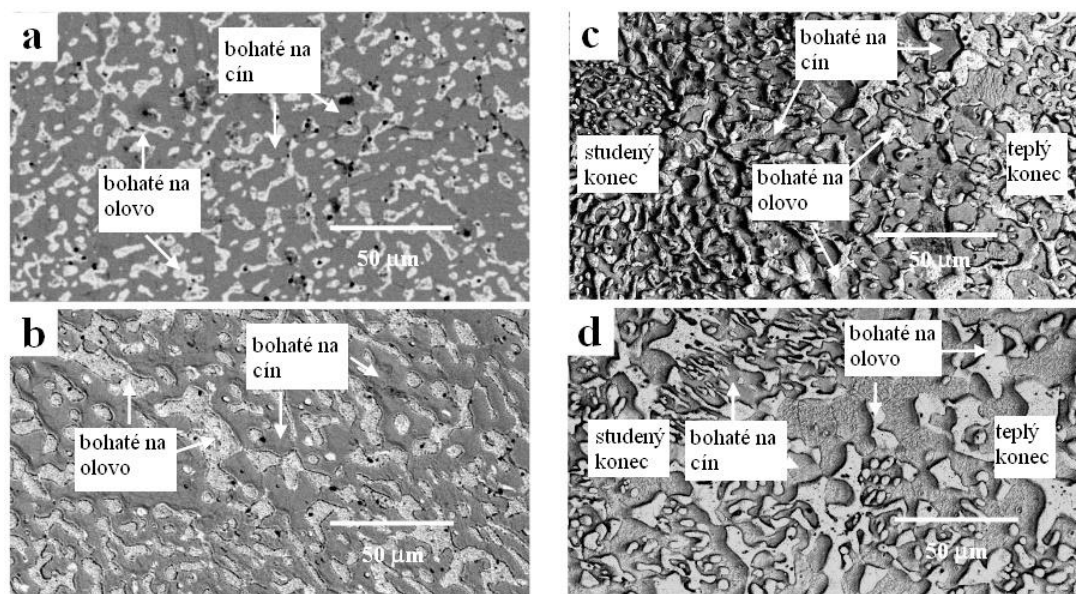 a
bohaté na
cín
bohaté na
olovo
50 μm
b
bohaté na
cín
bohaté na
olovo
50 μm
c
bohaté na
cín
studený
konec
teplý
konec
bohaté na
olovo
50 μm
d
bohaté na
olovo
studený
konec
bohaté na
cín
teplý
konec
50 μm